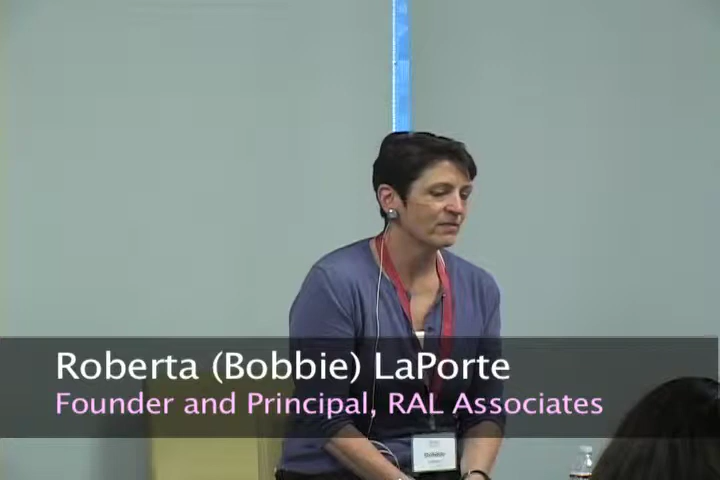 Roberta (Bobbie) LaPorte
Founder and Principal, RAL Associates